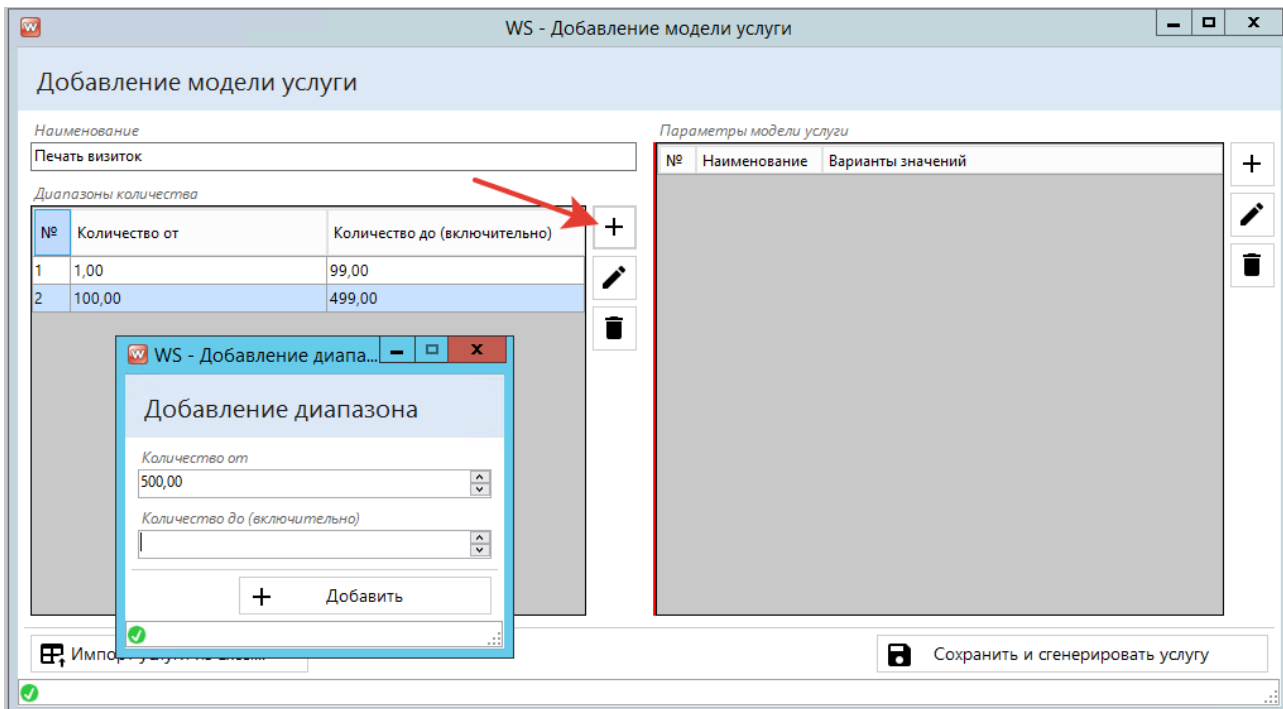 WS - Добавление модели услуги
Добавление модели услуги
Наименование
Печать визиток
Диапазоны количества
№ Количество от Количество до (включительно)
1 1,00 99,00
2 100,00 499,00
Параметры модели услуги
№ Наименование Варианты значений
WS - Добавление диапа...
Добавление диапазона
Количество от
500,00
Количество до (включительно)
Добавить
Сохранить и сгенерировать услугу